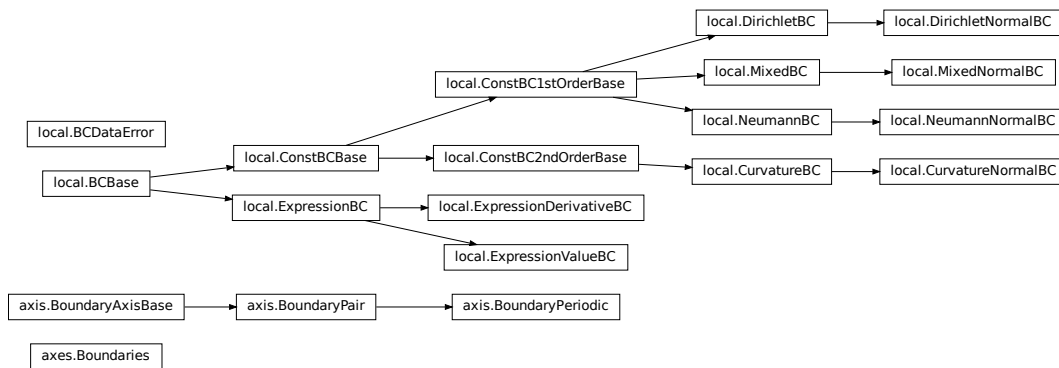 local.DirichletBC
local.DirichletNormalBC
local.MixedBC
local.MixedNormalBC
local.ConstBC1stOrderBase
local.NeumannBC
local.NeumannNormalBC
local.BCDataError
local.ConstBCBase
local.ConstBC2ndOrderBase
local.CurvatureBC
local.CurvatureNormalBC
local.BCBase
local.ExpressionBC
local.ExpressionDerivativeBC
local.ExpressionValueBC
axis.BoundaryAxisBase
axis.BoundaryPair
axis.BoundaryPeriodic
axes.Boundaries